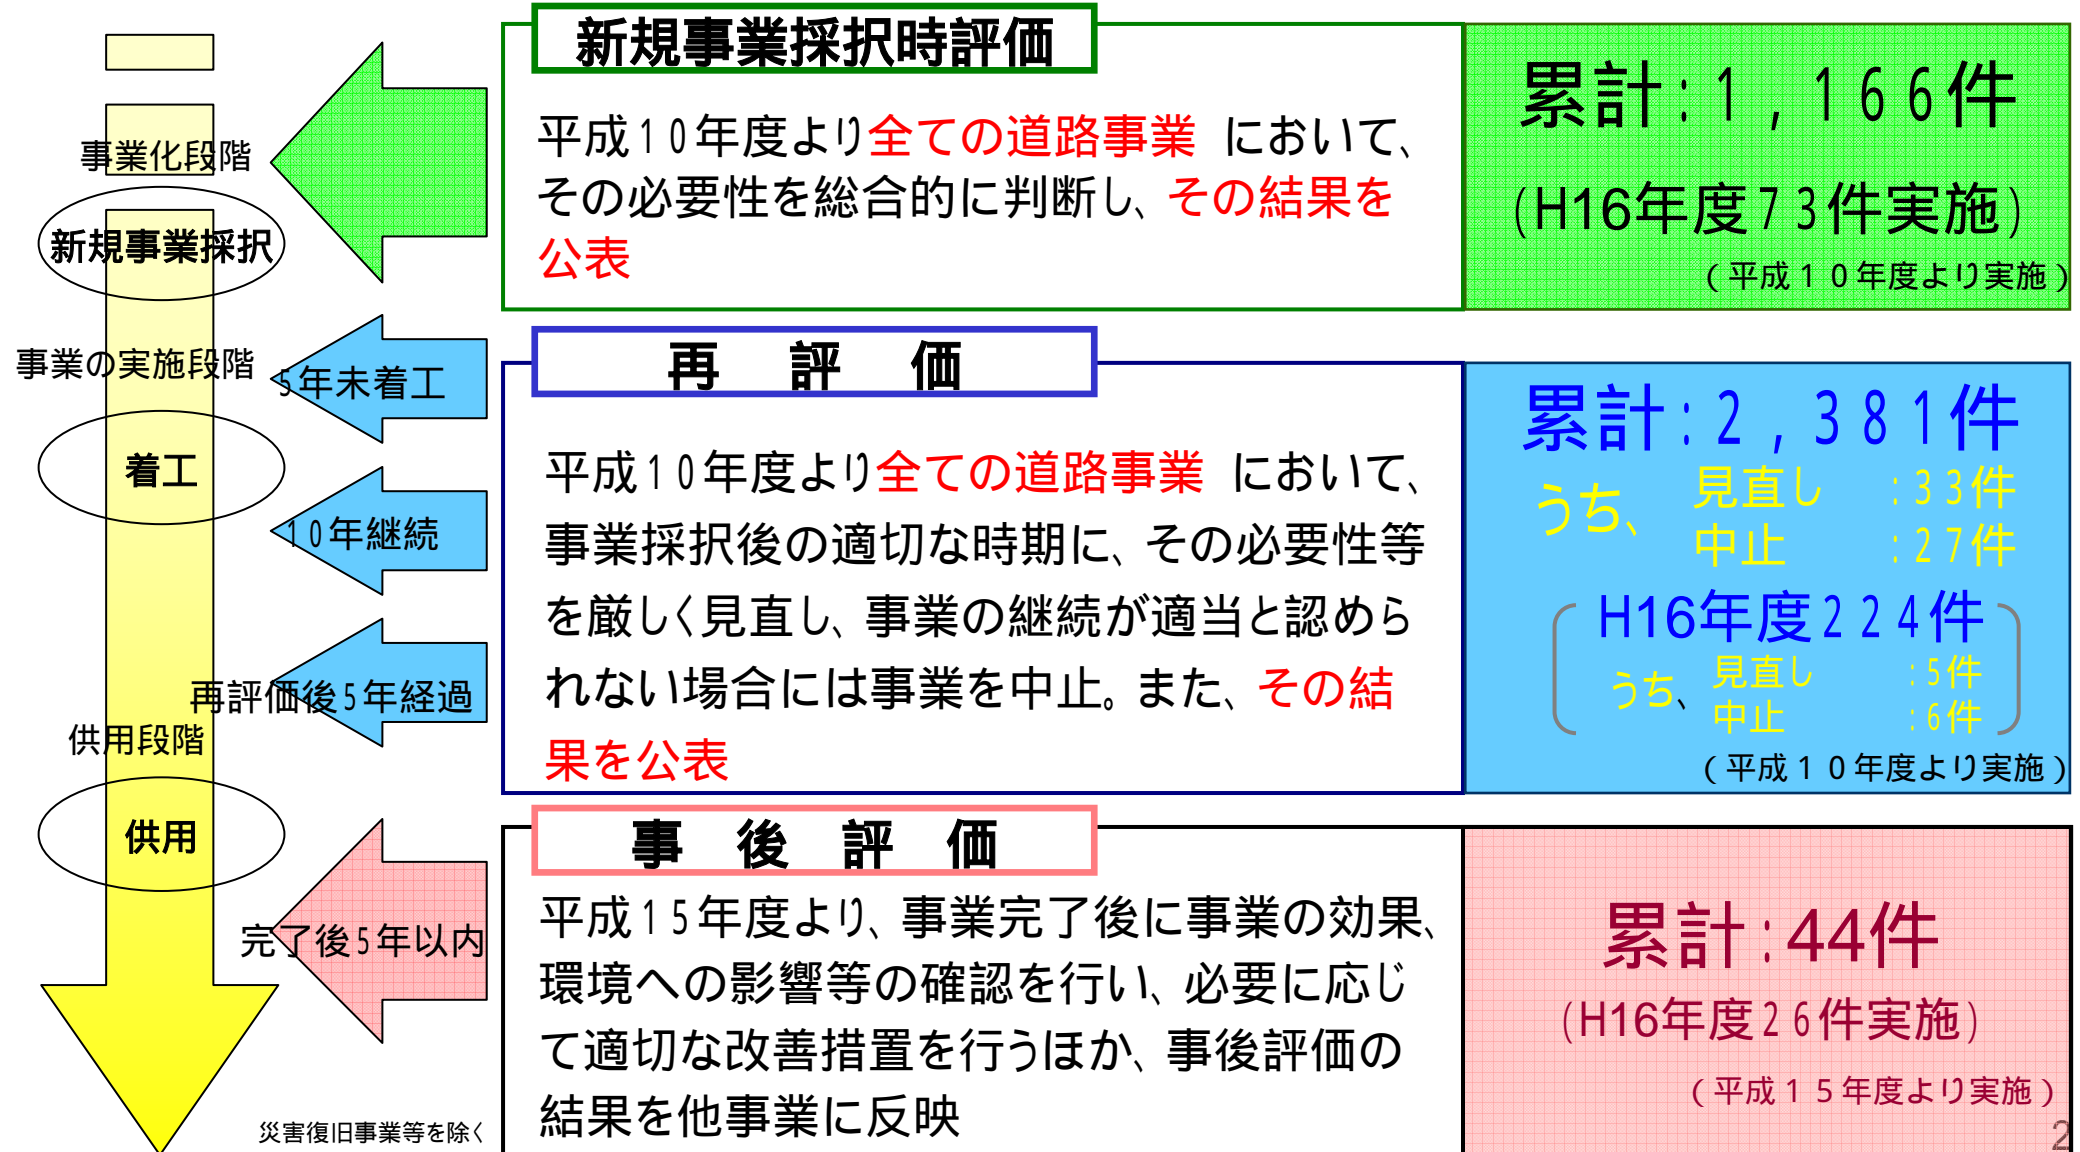 事業化段階
新規事業採択
事業の実施段階
着工
供用段階
供用
5年未着工
10年継続
再評価後5年経過
完了後5年以内
災害復旧事業等を除く
新規事業採択時評価
平成10年度より全ての道路事業 において、
その必要性を総合的に判断し、その結果を
公表
累計:1,166件
(H16年度73件実施)
(平成10年度より実施)
再 評 価
平成10年度より全ての道路事業 において、
事業採択後の適切な時期に、その必要性等
を厳しく見直し、事業の継続が適当と認めら
れない場合には事業を中止。また、その結
果を公表
累計:2,381件
うち、 見直し :33件
中止 :27件
H16年度224件
うち、 見直し :5件
中止 :6件
(平成10年度より実施)
事 後 評 価
平成15年度より、事業完了後に事業の効果、
環境への影響等の確認を行い、必要に応じ
て適切な改善措置を行うほか、事後評価の
結果を他事業に反映
累計:44件
(H16年度26件実施)
(平成15年度より実施)
2